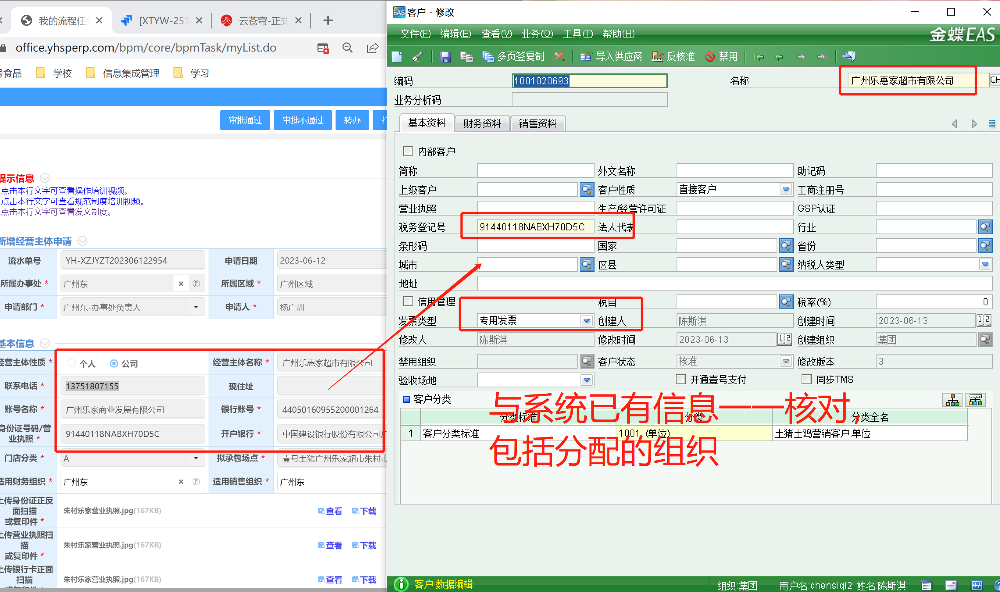 我的流程任务
[XTYW-251
云苍穹-正式
office.yhsperp.com/bpm/core/bpmTask/myList.do
号食品 学校 信息集成管理 学习
审批通过 审批不通过 转办
提示信息
点击本行文字可查看操作培训视频。
点击本行文字可查看规范制度培训视频。
点击本行文字可查看发文制度。
新增经营主体申请
流水单号 YH-XZJYZT202306122954 申请日期 2023-06-12
所属办事处 * 广州东 所属区域 * 广州区域
申请部门 * 广州东-办事处负责人 申请人 * 杨广圳
基本信息
经营主体性质 * 个人 公司 经营主体名称 * 广州乐惠家超市有限公司
联系电话 * 13751807155 现住址
账号名称 * 广州乐家商业发展有限公司 银行账号 * 44050160955200001264
身份证号码/营
业执照 * 91440118NABXH70D5C 开户银行 * 中国建设银行股份有限公司广
门店分类 * A 拟承包场点 * 壹号土猪广州乐家超市朱村市
适用财务组织 * 广州东 适用销售组织 * 广州东
上传身份证正反
面扫描
或复印件 * 朱村乐家营业执照.jpg(167KB) 查看 下载
上传营业执照扫
描
或复印件 * 朱村乐家营业执照.jpg(167KB) 查看 下载
上传银行卡正面
扫描
朱村乐家营业执照.jpg(167KB) 查看 下载
EAS 客户 - 修改
文件(F) 编辑(E) 查看(V) 业务(O) 工具(T) 帮助(H) 金蝶EAS
多页签复制 导入供应商 反核准 禁用
编码 1001020693 名称 广州乐惠家超市有限公司 CH
业务分析码
基本资料 财务资料 销售资料
内部客户
简称 外文名称 助记码
上级客户 客户性质 直接客户 工商注册号
营业执照 生产/经营许可证 GSP认证
税务登记号 91440118NABXH70D5C 法人代表 行业
条形码 国家 省份
城市 区县 纳税人类型
地址
信用管理 税目 税率(%) 0
发票类型 专用发票 创建人 陈斯淇 创建时间 2023-06-13
修改人 陈斯淇 修改时间 2023-06-13 创建组织 集团
禁用组织 客户状态 核准 修改版本 3
验收场地 开通壹号支付 同步TMS
客户分类
分类标准 分类 分类全名
1 客户分类标准 1001 (单位) 土猪土鸡营销客户.单位
与系统已有信息一一核对，
包括分配的组织
客户 数据编辑 组织:集团 用户名:chensiqi2 姓名:陈斯淇